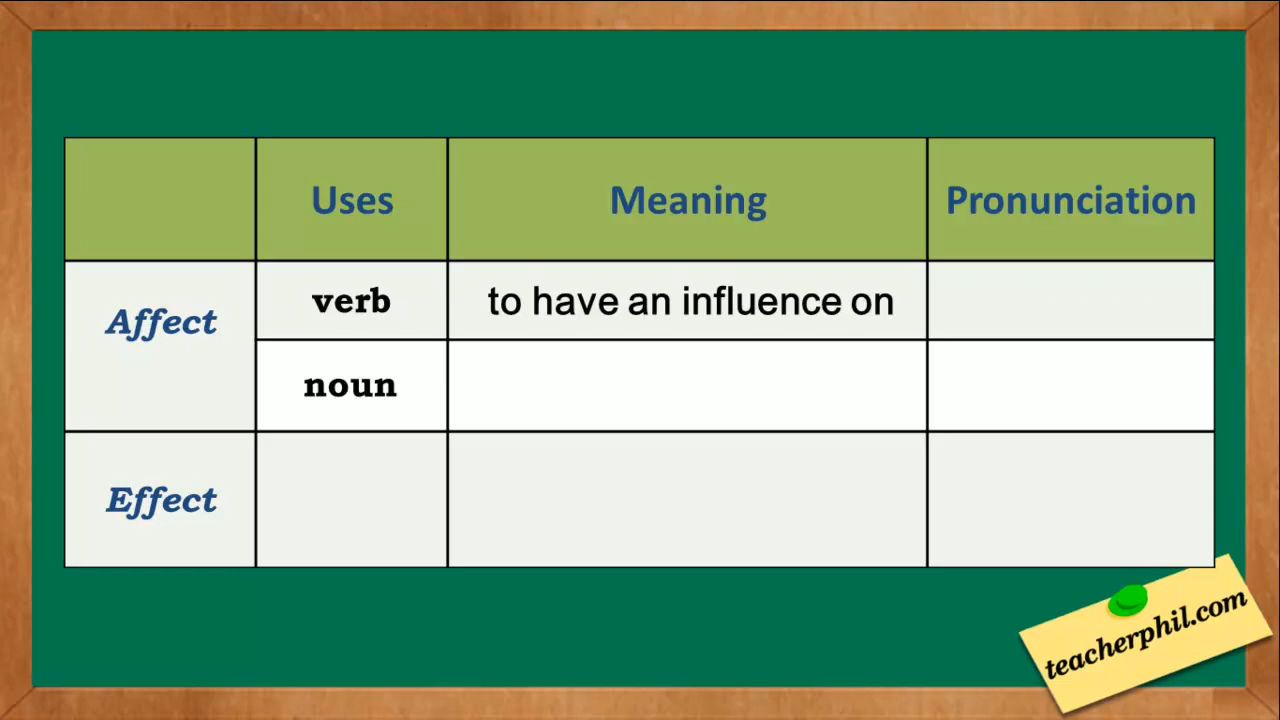 Uses Meaning Pronunciation
Affect verb to have an influence on
noun
Effect
teacherphil.com